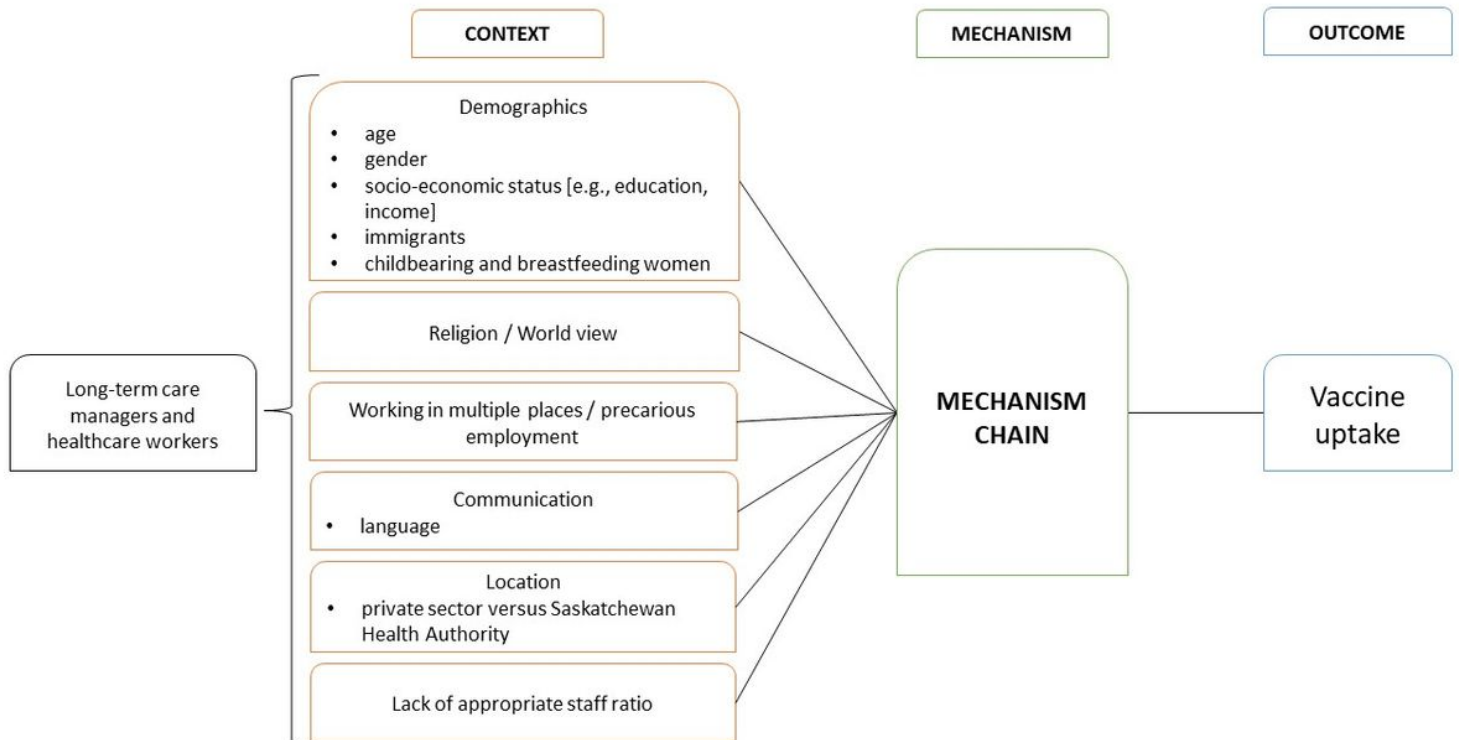 CONTEXT
MECHANISM
OUTCOME
Long-term care
managers and
healthcare workers
Demographics
• age
• gender
• socio-economic status [e.g., education,
income]
• immigrants
• childbearing and breastfeeding women
Religion / World view
Working in multiple places / precarious
employment
Communication
• language
Location
• private sector versus Saskatchewan
Health Authority
Lack of appropriate staff ratio
MECHANISM
CHAIN
Vaccine
uptake